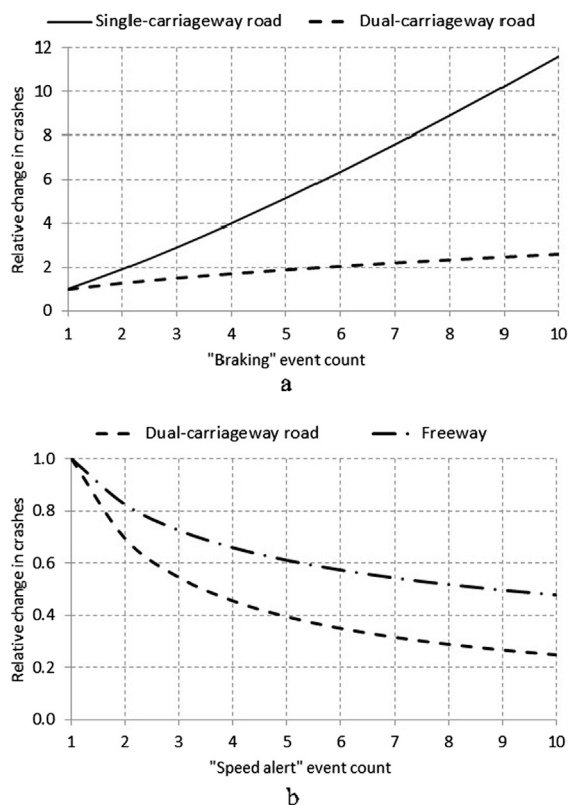 Single-carriageway road Dual-carriageway road
12
10
8
6
4
2
0
Relative change in crashes
1 2 3 4 5 6 7 8 9 10
"Braking" event count
a
Dual-carriageway road Freeway
1.0
0.8
0.6
0.4
0.2
0.0
Relative change in crashes
1 2 3 4 5 6 7 8 9 10
"Speed alert" event count
b